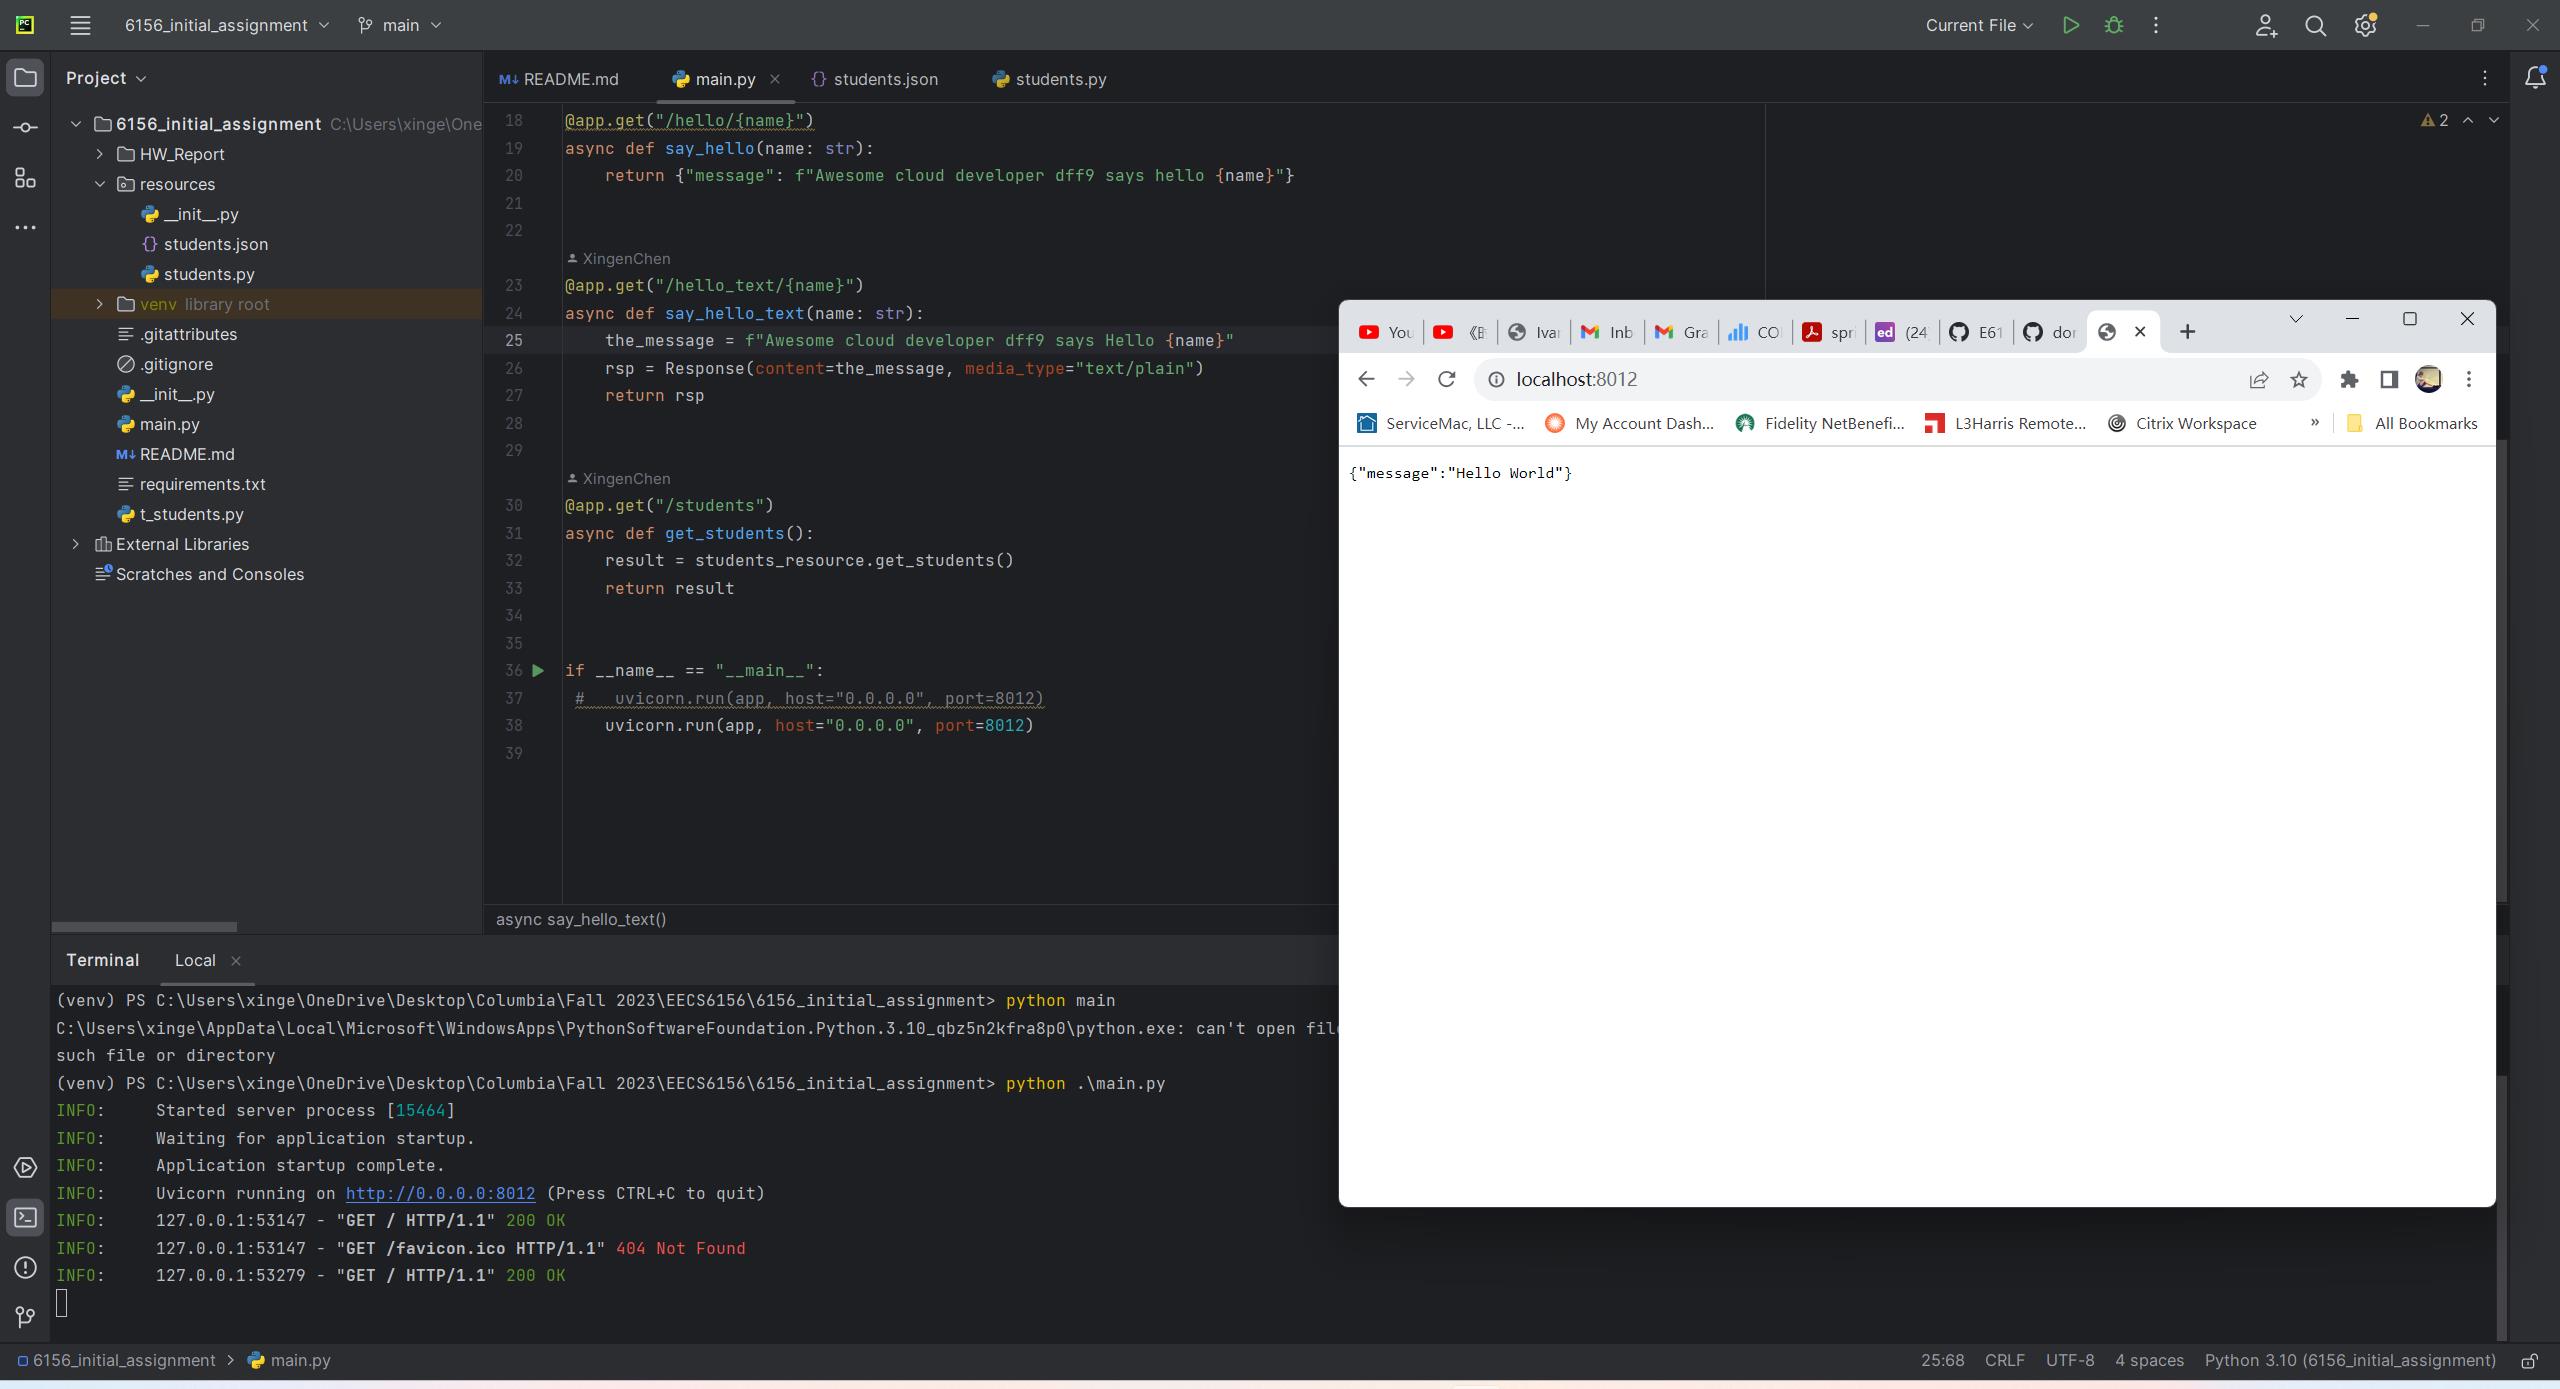 6156_initial_assignment
main
Current File
Project
README.md
main.py
students.json
students.py
6156_initial_assignment C:\Users\xinge\One
HW_Report
resources
__init__.py
students.json
students.py
venv library root
.gitattributes
.gitignore
__init__.py
main.py
README.md
requirements.txt
t_students.py
External Libraries
Scratches and Consoles
2
18 @app.get("/hello/{name}")
19 async def say_hello(name: str):
20 return {"message": f"Awesome cloud developer dff9 says hello {name}"}
21
22
XingenChen
23 @app.get("/hello_text/{name}")
24 async def say_hello_text(name: str):
25 the_message = f"Awesome cloud developer dff9 says Hello {name}"
26 rsp = Response(content=the_message, media_type="text/plain")
27 return rsp
28
29
XingenChen
30 @app.get("/students")
31 async def get_students():
32 result = students_resource.get_students()
33 return result
34
35
36 if __name__ == "__main__":
37 # uvicorn.run(app, host="0.0.0.0", port=8012)
38 uvicorn.run(app, host="0.0.0.0", port=8012)
39
async say_hello_text()
You
Ivan
Inb
Gra
CO
spri
ed (24
E61
dor
localhost:8012
ServiceMac, LLC -... My Account Dash... Fidelity NetBenefi... L3Harris Remote... Citrix Workspace » All Bookmarks
{"message":"Hello World"}
Terminal Local
(venv) PS C:\Users\xinge\OneDrive\Desktop\Columbia\Fall 2023\EECS6156\6156_initial_assignment> python main
C:\Users\xinge\AppData\Local\Microsoft\WindowsApps\PythonSoftwareFoundation.Python.3.10_qbz5n2kfra8p0\python.exe: can't open fil
such file or directory
(venv) PS C:\Users\xinge\OneDrive\Desktop\Columbia\Fall 2023\EECS6156\6156_initial_assignment> python .\main.py
INFO: Started server process [15464]
INFO: Waiting for application startup.
INFO: Application startup complete.
INFO: Uvicorn running on http://0.0.0.0:8012 (Press CTRL+C to quit)
INFO: 127.0.0.1:53147 - "GET / HTTP/1.1" 200 OK
INFO: 127.0.0.1:53147 - "GET /favicon.ico HTTP/1.1" 404 Not Found
INFO: 127.0.0.1:53279 - "GET / HTTP/1.1" 200 OK
6156_initial_assignment > main.py
25:68 CRLF UTF-8 4 spaces Python 3.10 (6156_initial_assignment)